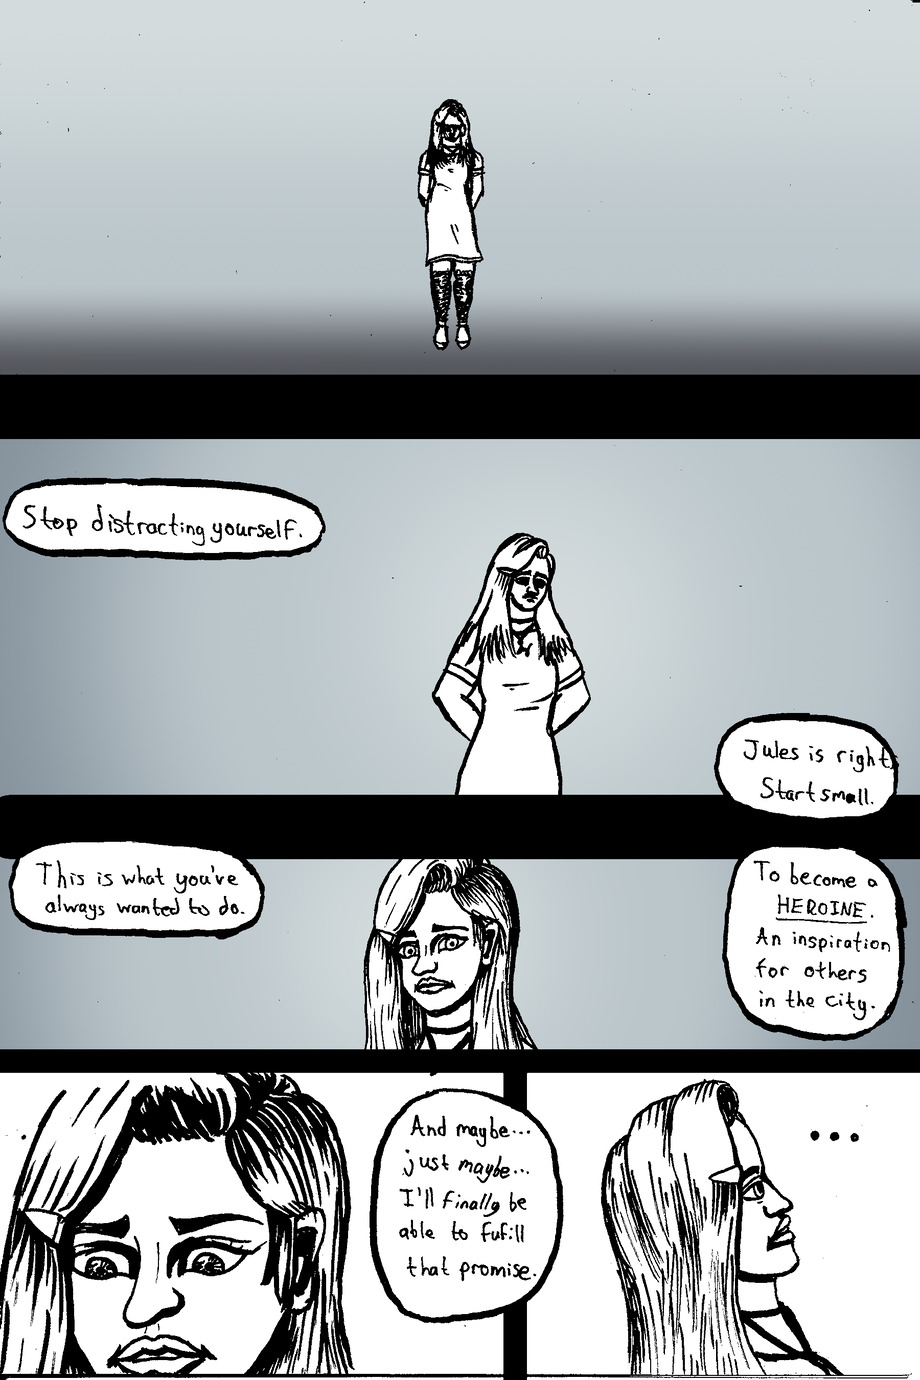 Stop distracting yourself.
Jules is right.
Start small.
This is what you've
always wanted to do.
To become a
HEROINE.
An inspiration
for others
in the city.
And maybe...
just maybe...
I'll finally be
able to fufill
that promise.
...